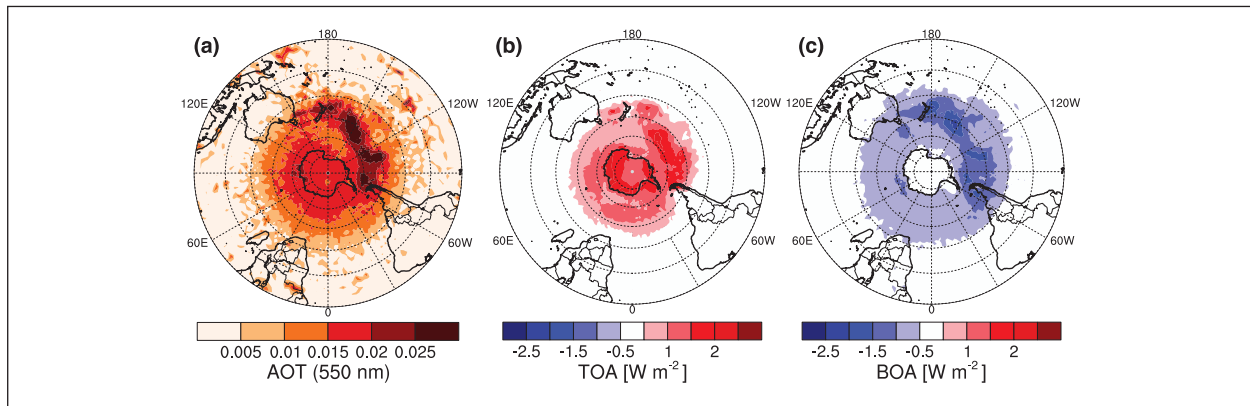 (a)
180
120E
120W
60E
60W
0
0.005 0.01 0.015 0.02 0.025
AOT (550 nm)
(b)
180
120E
120W
60E
60W
0
-2.5 -1.5 -0.5 1 2
TOA [W m-2]
(c)
180
120E
120W
60E
60W
0
-2.5 -1.5 -0.5 1 2
BOA [W m-2]